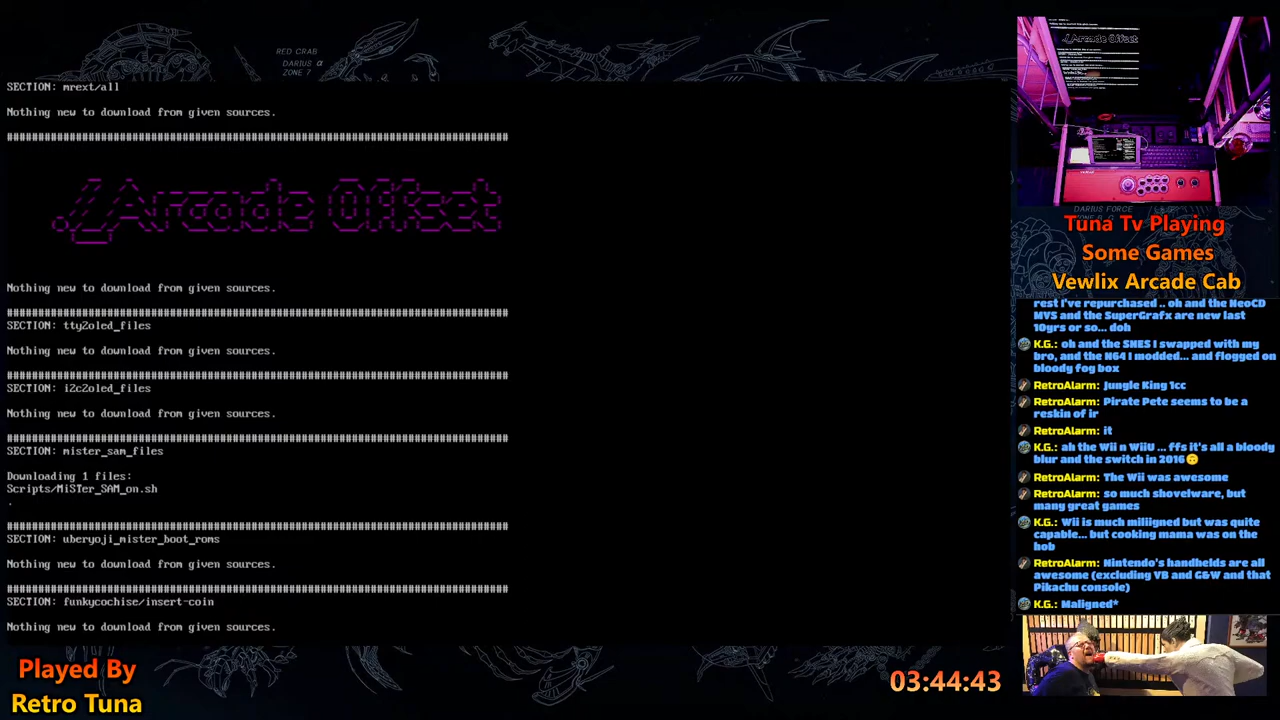 RED CRAB
DARIUS α
ZONE 7
SECTION: mrext/all
Nothing new to download from given sources.
################################################################################
./Arcade Offset
Nothing new to download from given sources.
################################################################################
SECTION: tty2oled_files
Nothing new to download from given sources.
################################################################################
SECTION: i2c2oled_files
Nothing new to download from given sources.
################################################################################
SECTION: mister_sam_files
Downloading 1 files:
Scripts/MiSTer_SAM_on.sh
.
################################################################################
SECTION: uberyoji_mister_boot_roms
Nothing new to download from given sources.
################################################################################
SECTION: funkycochise/insert-coin
Nothing new to download from given sources.
Played By
Retro Tuna
03:44:43
./Arcade Offset
DARIUS FORCE
Tuna Tv Playing
Some Games
Vewlix Arcade Cab
rest I've repurchased .. oh and the NeoCD
MVS and the SuperGrafx are new last
10yrs or so... doh
K.G.: oh and the SNES I swapped with my
bro, and the N64 I modded... and flogged on
bloody fog box
RetroAlarm: Jungle King 1cc
RetroAlarm: Pirate Pete seems to be a
reskin of ir
RetroAlarm: it
K.G.: ah the Wii n WiiU ... ffs it's all a bloody
blur and the switch in 2016🙃
RetroAlarm: The Wii was awesome
RetroAlarm: so much shovelware, but
many great games
K.G.: Wii is much miliigned but was quite
capable... but cooking mama was on the
hob
RetroAlarm: Nintendo's handhelds are all
awesome (excluding VB and G&W and that
Pikachu console)
K.G.: Maligned*